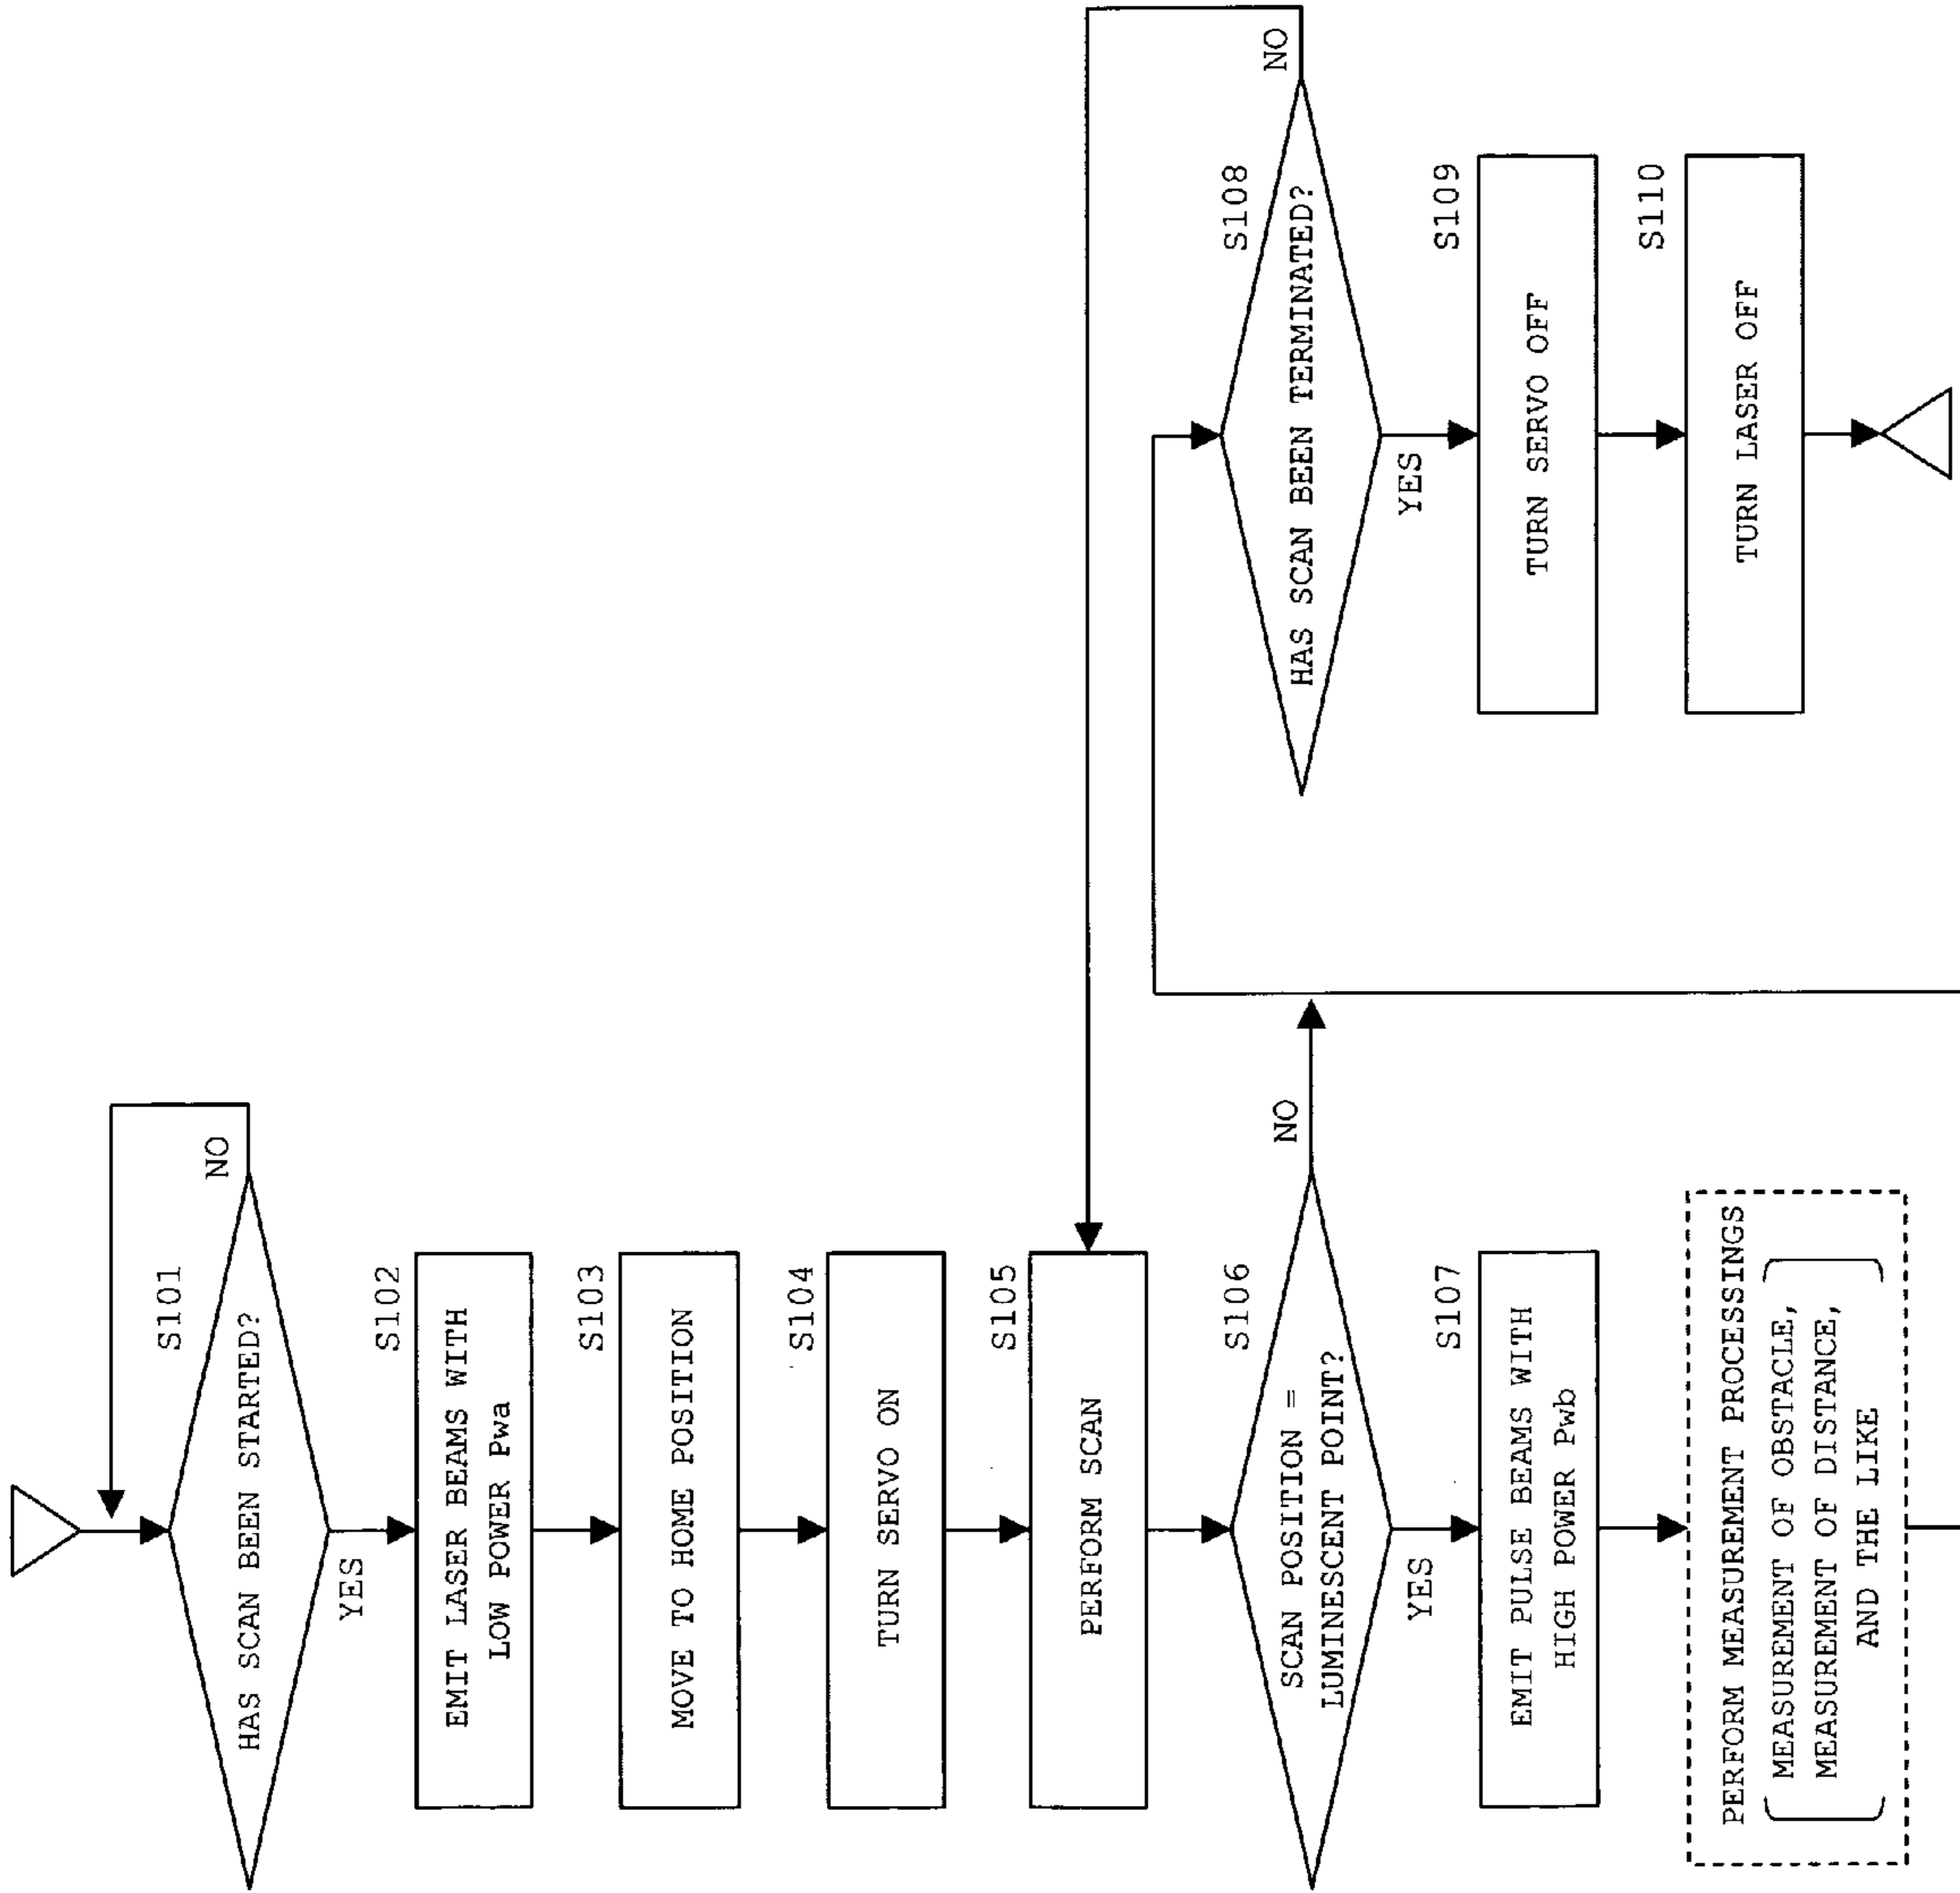 S101
HAS SCAN BEEN STARTED?
NO
YES
S102
EMIT LASER BEAMS WITH
LOW POWER Pwa
S103
MOVE TO HOME POSITION
S104
TURN SERVO ON
S105
PERFORM SCAN
S106
SCAN POSITION =
LUMINESCENT POINT?
NO
YES
S107
EMIT PULSE BEAMS WITH
HIGH POWER Pwb
PERFORM MEASUREMENT PROCESSINGS
MEASUREMENT OF OBSTACLE,
MEASUREMENT OF DISTANCE,
AND THE LIKE
S108
HAS SCAN BEEN TERMINATED?
NO
YES
S109
TURN SERVO OFF
S110
TURN LASER OFF